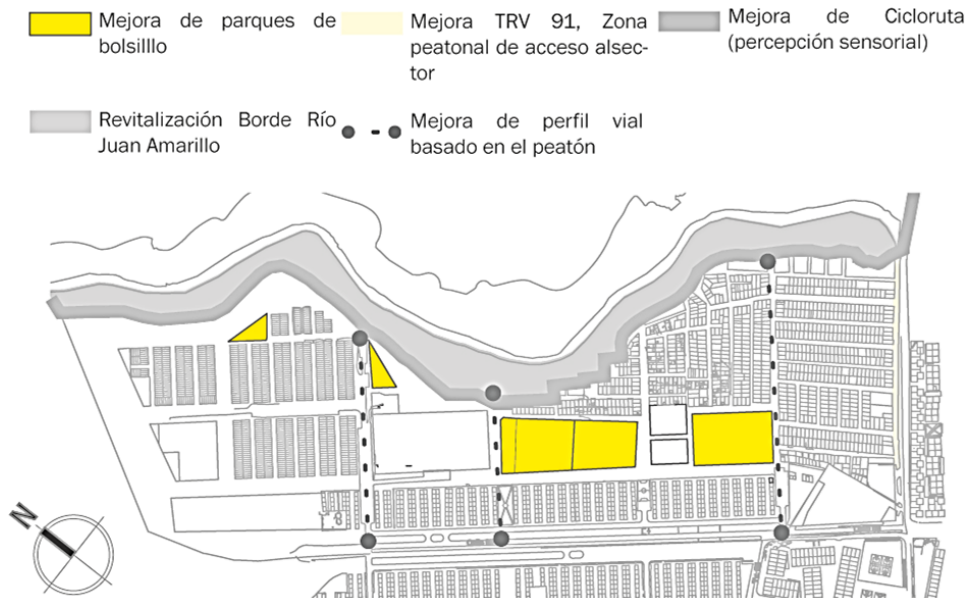 Mejora de parques de
bolsilllo
Mejora TRV 91, Zona
peatonal de acceso alsec-
tor
Mejora de Cicloruta
(percepción sensorial)
Revitalización Borde Río
Juan Amarillo
Mejora de perfil vial
basado en el peatón
N